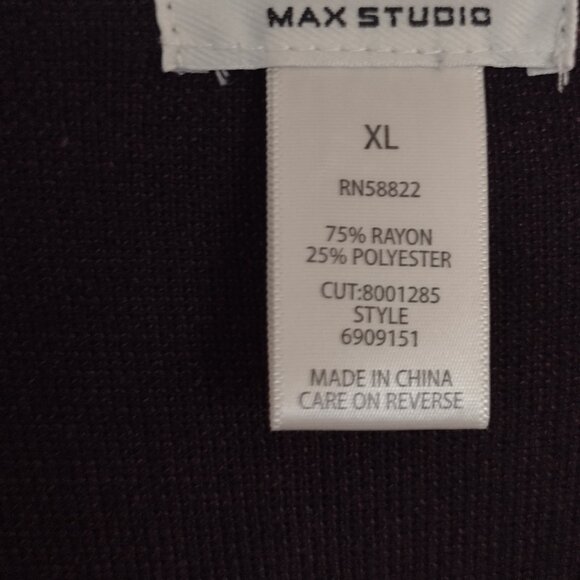 MAX STUDIO
XL
RN58822
75% RAYON
25% POLYESTER
CUT:8001285
STYLE
6909151
MADE IN CHINA
CARE ON REVERSE